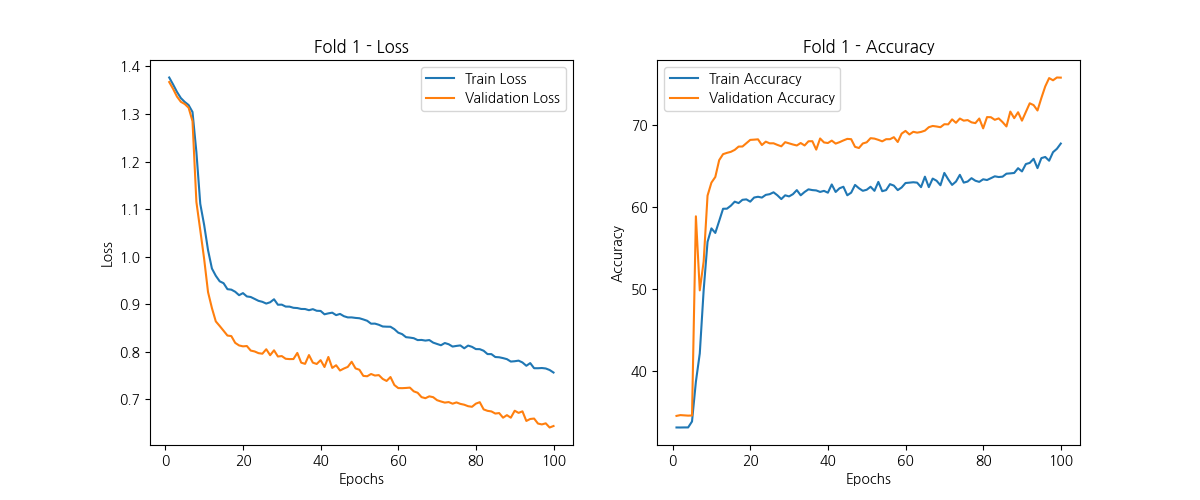 Fold 1 - Loss
Train Loss
Validation Loss
1.4
1.3
1.2
1.1
1.0
0.9
0.8
0.7
Loss
0 20 40 60 80 100
Epochs
Fold 1 - Accuracy
Train Accuracy
Validation Accuracy
70
60
50
40
Accuracy
0 20 40 60 80 100
Epochs